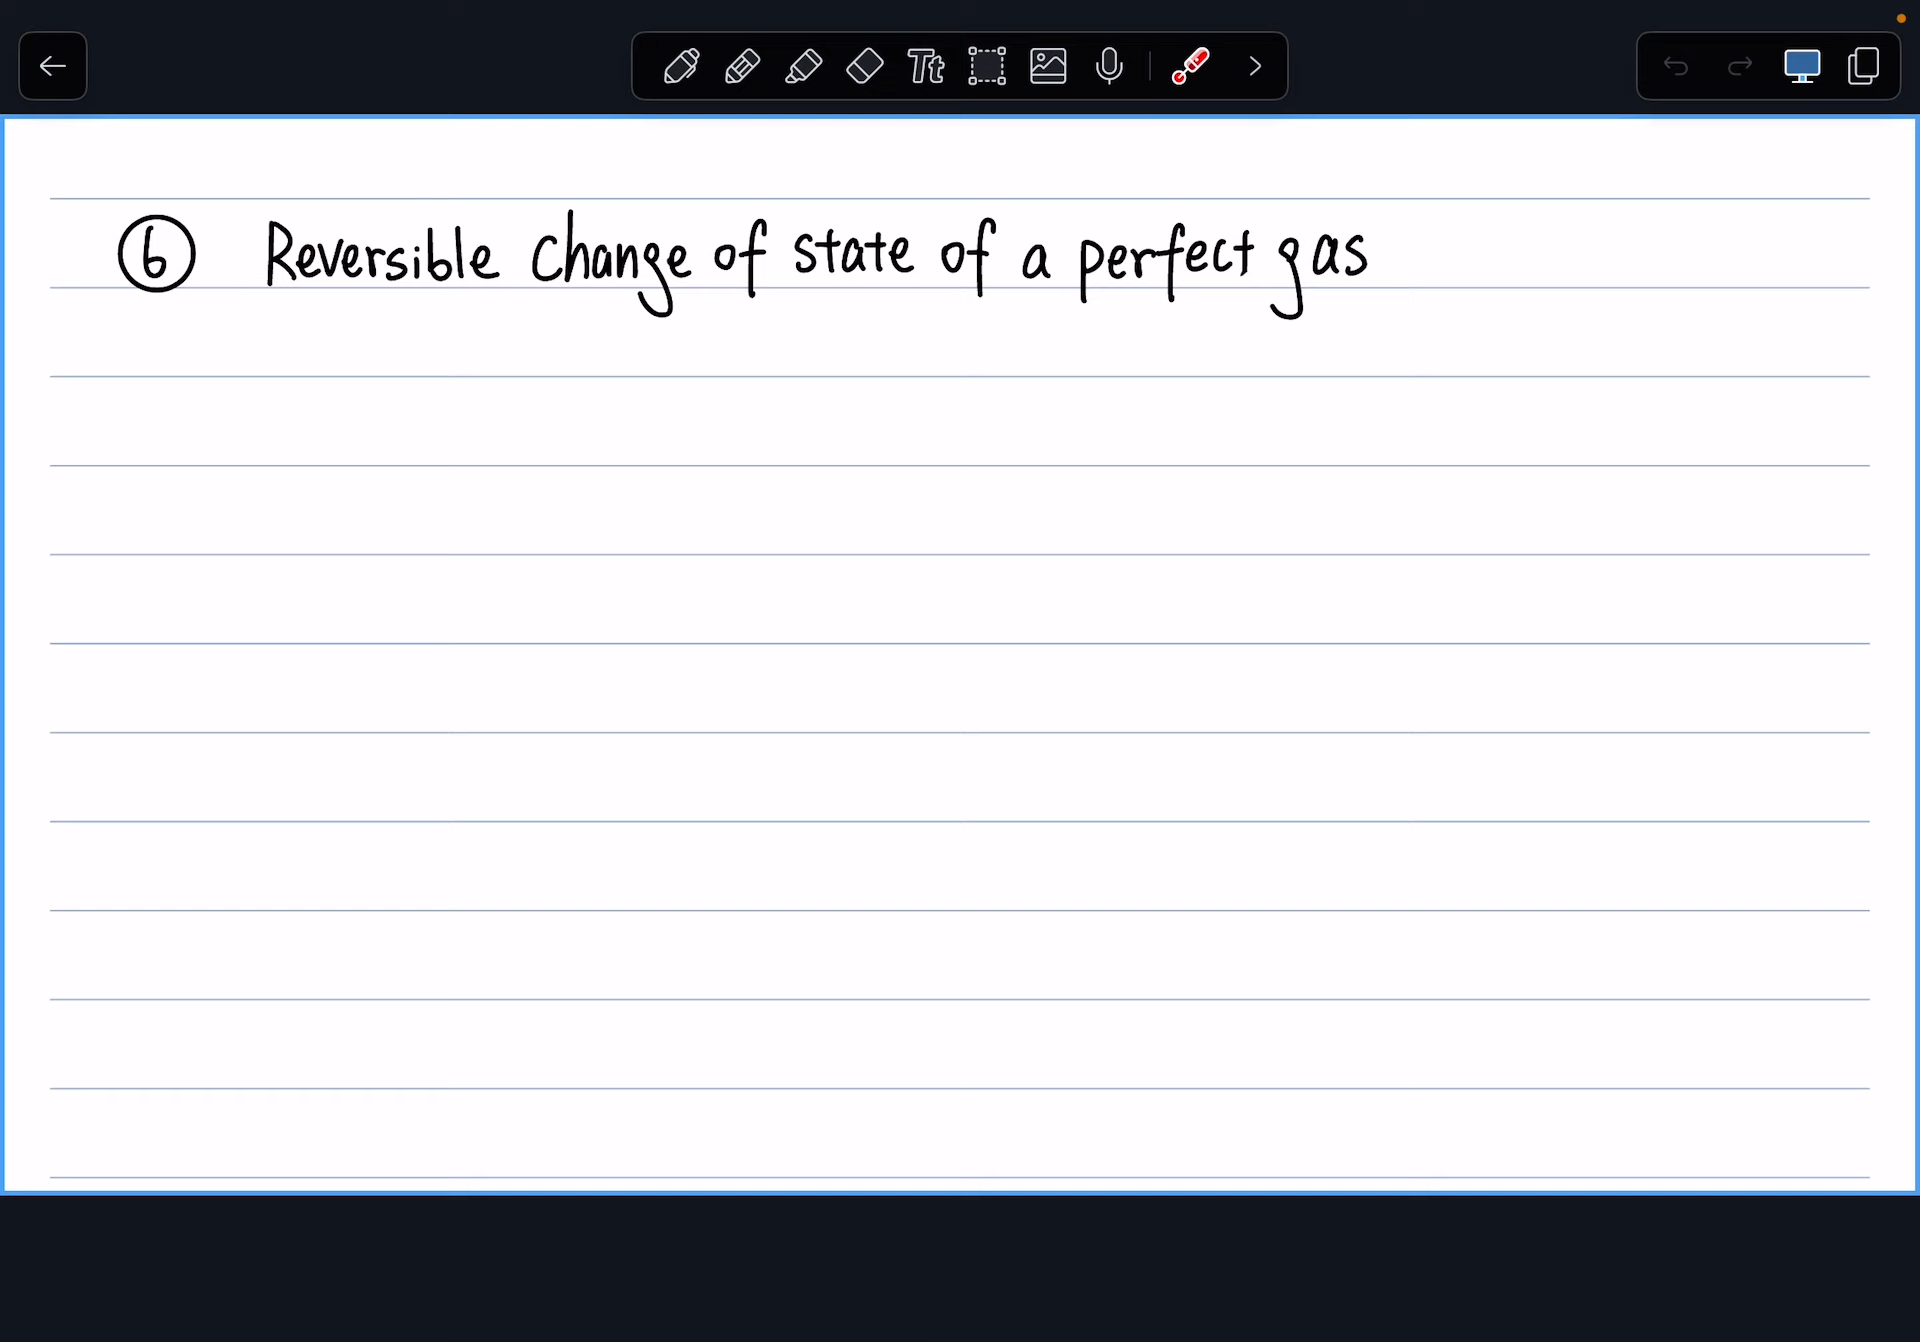 ⑥ Reversible change of state of a perfect gas